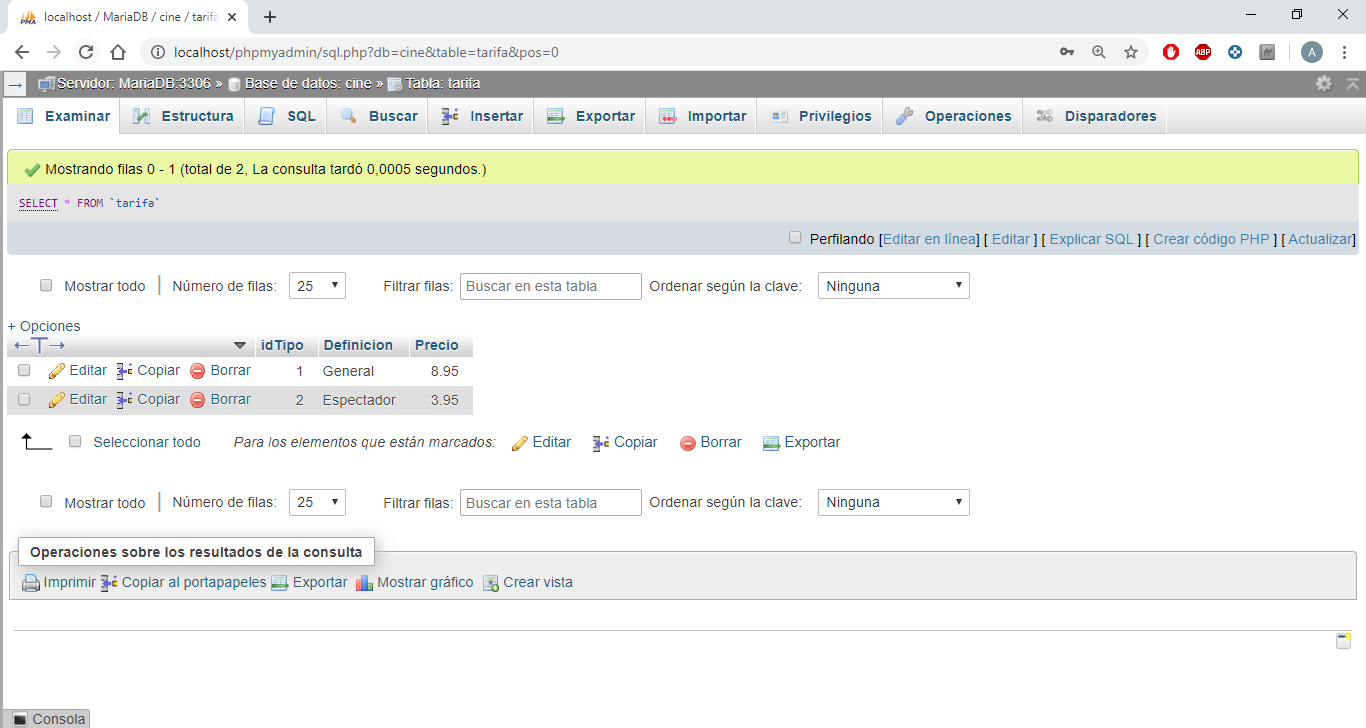 localhost / MariaDB / cine / tarifa
localhost/phpmyadmin/sql.php?db=cine&table=tarifa&pos=0
ABP
A
Servidor: MariaDB:3306 » Base de datos: cine » Tabla: tarifa
Examinar Estructura SQL Buscar Insertar Exportar Importar Privilegios Operaciones Disparadores
Mostrando filas 0 - 1 (total de 2, La consulta tardó 0,0005 segundos.)
SELECT * FROM `tarifa`
Perfilando [Editar en línea] [ Editar ] [ Explicar SQL ] [ Crear código PHP ] [ Actualizar]
Mostrar todo Número de filas: 25 Filtrar filas: Buscar en esta tabla Ordenar según la clave: Ninguna
+ Opciones
←T→ idTipo Definicion Precio
Editar Copiar Borrar 1 General 8.95
Editar Copiar Borrar 2 Espectador 3.95
Seleccionar todo Para los elementos que están marcados: Editar Copiar Borrar Exportar
Mostrar todo Número de filas: 25 Filtrar filas: Buscar en esta tabla Ordenar según la clave: Ninguna
Operaciones sobre los resultados de la consulta
Imprimir Copiar al portapapeles Exportar Mostrar gráfico Crear vista
Consola